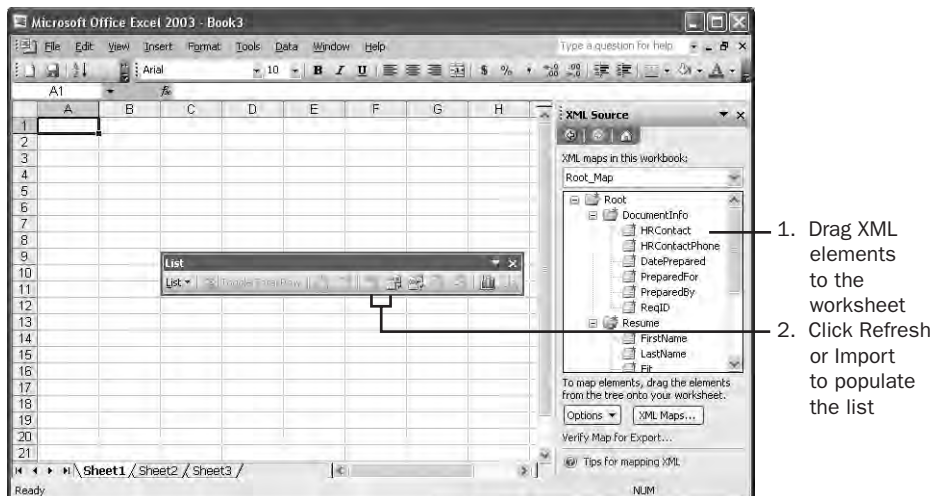 Microsoft Office Excel 2003 - Book3
File Edit View Insert Format Tools Data Window Help
Type a question for help
Arial 10 B I U $ % ,
A1 fx
A B C D E F G H
1
2
3
4
5
6
7
8
9
10
11
12
13
14
15
16
17
18
19
20
21
List
List Toggle Total Row
XML Source
XML maps in this workbook:
Root_Map
Root
DocumentInfo
HRContact
HRContactPhone
DatePrepared
PreparedFor
PreparedBy
ReqID
Resume
FirstName
LastName
Fit
To map elements, drag the elements
from the tree onto your worksheet.
Options XML Maps...
Verify Map for Export...
Tips for mapping XML
Sheet1 / Sheet2 / Sheet3 /
Ready NUM
1. Drag XML
elements
to the
worksheet
2. Click Refresh
or Import
to populate
the list